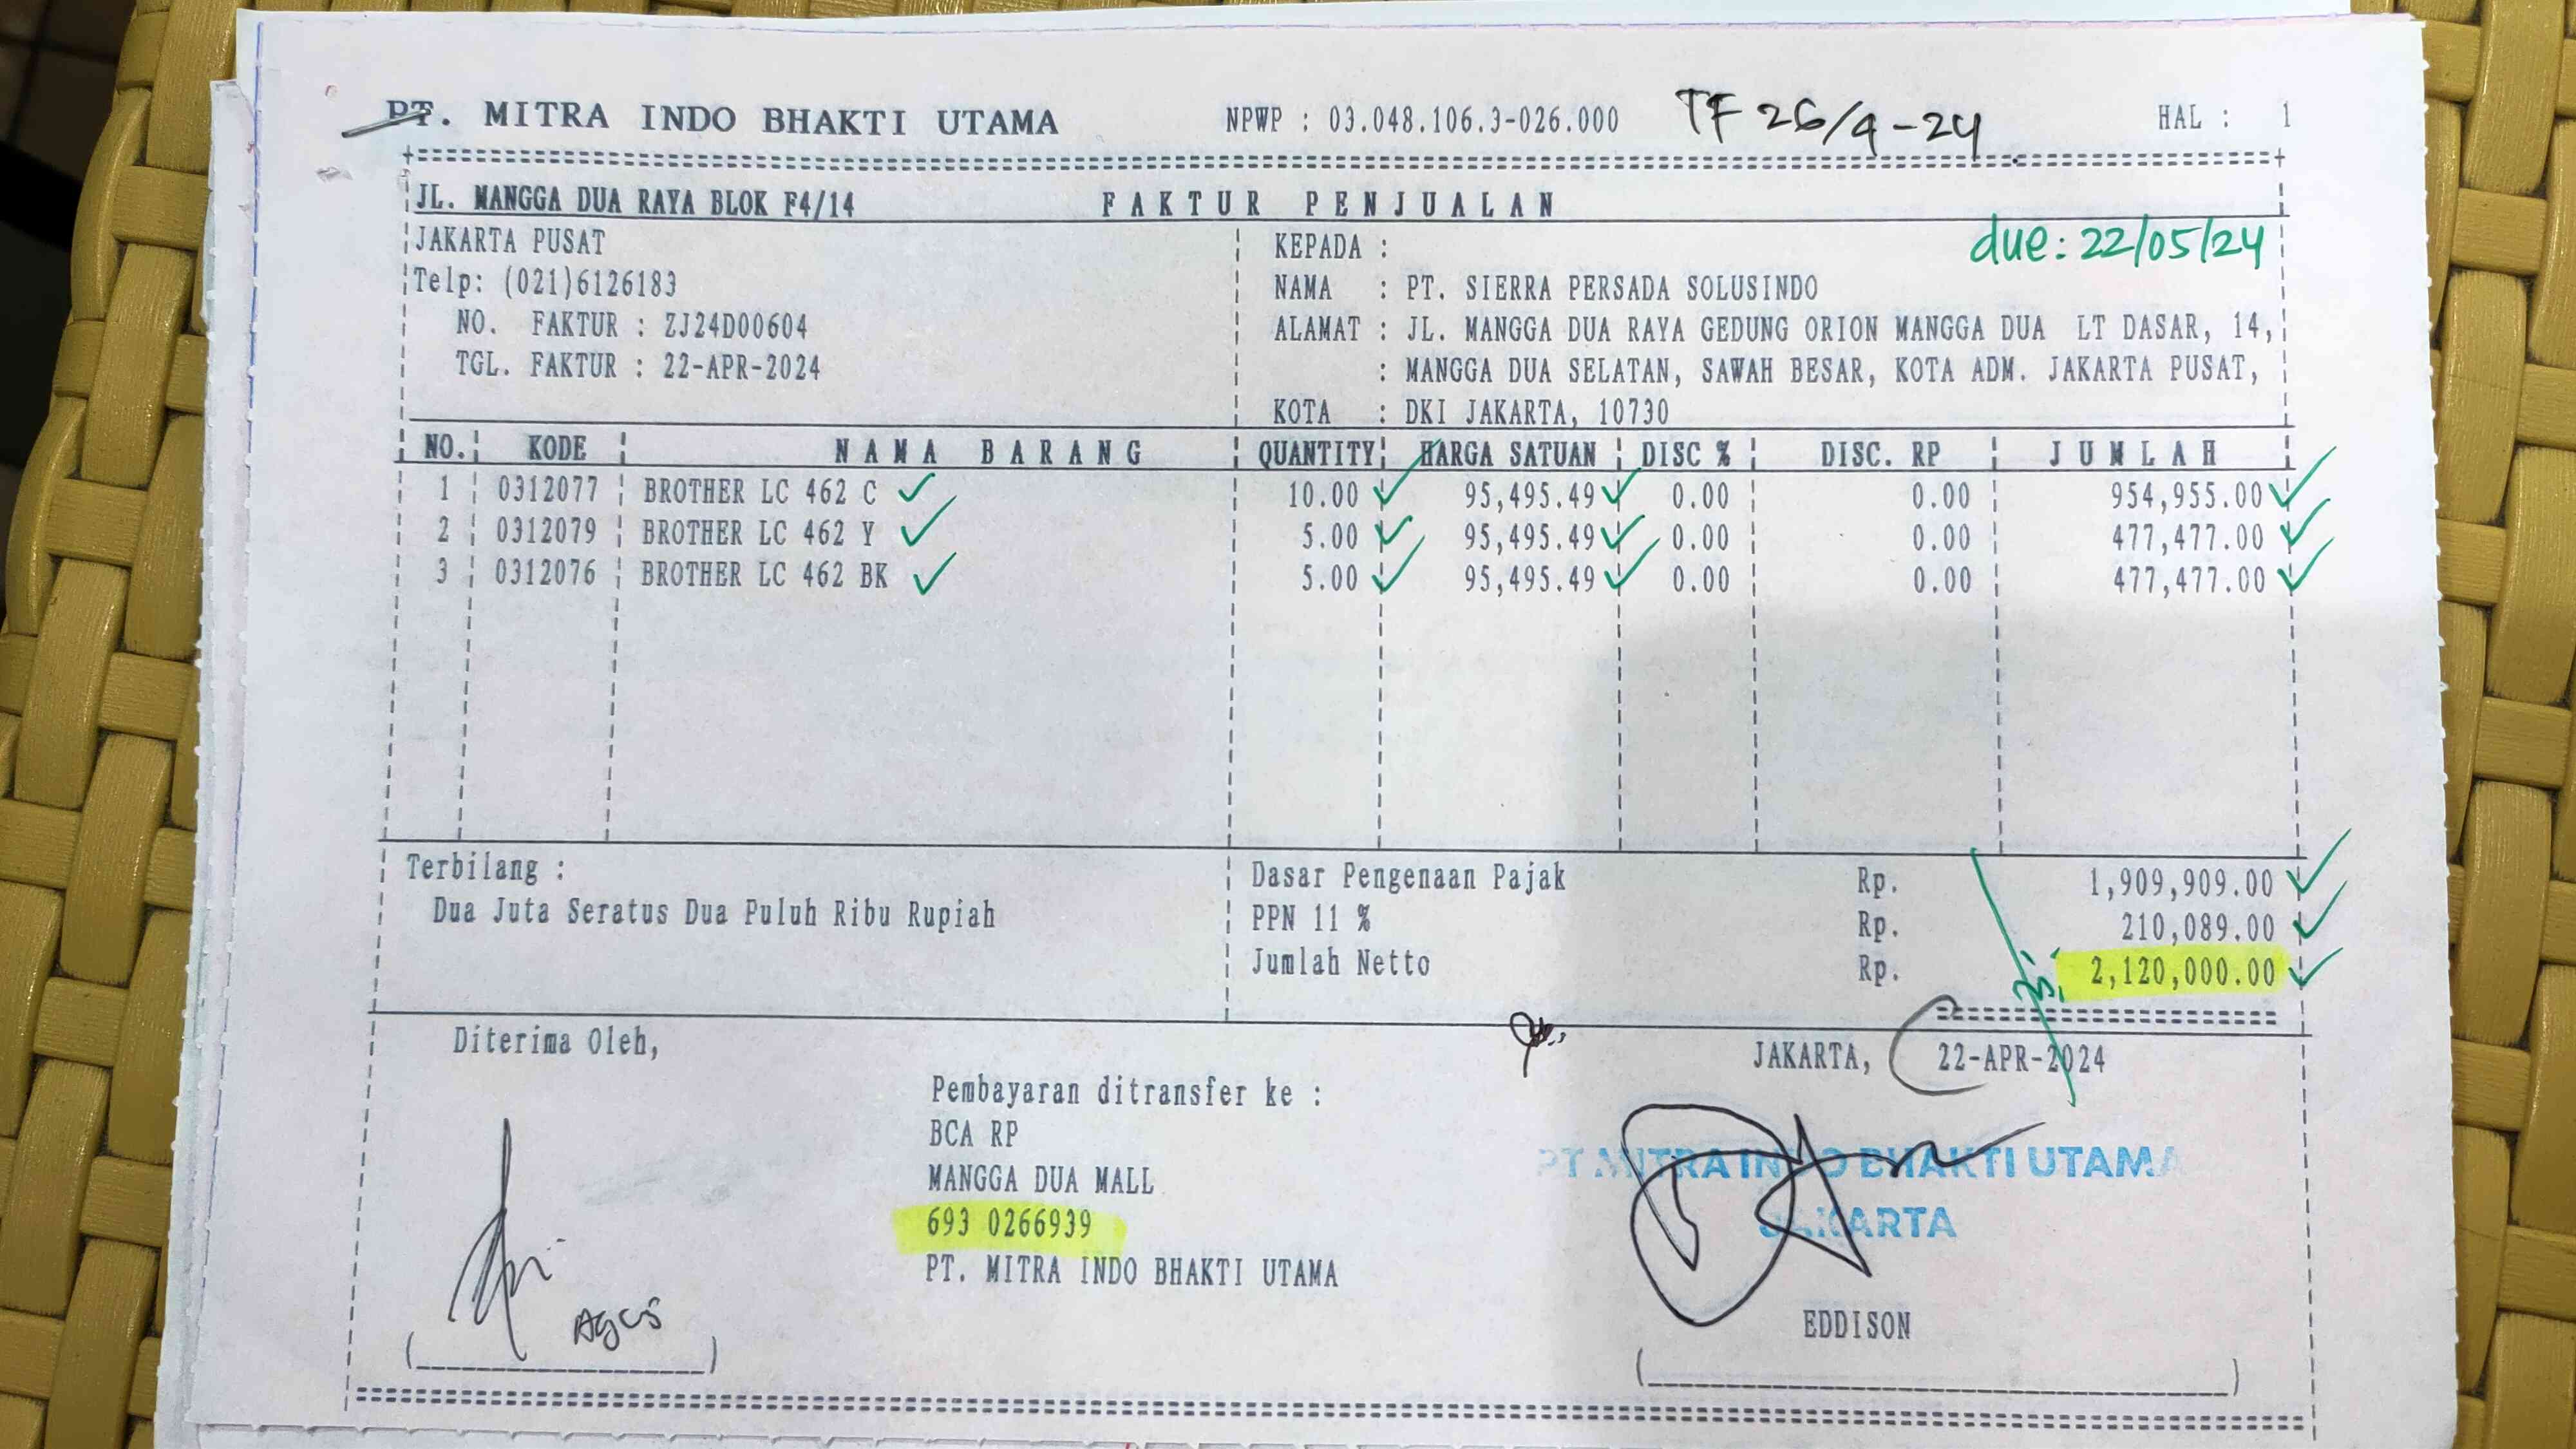 PT. MITRA INDO BHAKTI UTAMA NPWP : 03.048.106.3-026.000 TF 26/4-24 HAL : 1
JL. MANGGA DUA RAYA BLOK F4/14 FAKTUR PENJUALAN
JAKARTA PUSAT KEPADA : due: 22/05/24
Telp: (021)6126183 NAMA : PT. SIERRA PERSADA SOLUSINDO
NO. FAKTUR : ZJ24D00604 ALAMAT : JL. MANGGA DUA RAYA GEDUNG ORION MANGGA DUA LT DASAR, 14,
TGL. FAKTUR : 22-APR-2024 : MANGGA DUA SELATAN, SAWAH BESAR, KOTA ADM. JAKARTA PUSAT,
KOTA : DKI JAKARTA, 10730
NO. KODE NAMA BARANG QUANTITY HARGA SATUAN DISC % DISC. RP JUMLAH
1 0312077 BROTHER LC 462 C 10.00 95,495.49 0.00 0.00 954,955.00
2 0312079 BROTHER LC 462 Y 5.00 95,495.49 0.00 0.00 477,477.00
3 0312076 BROTHER LC 462 BK 5.00 95,495.49 0.00 0.00 477,477.00
Terbilang : Dasar Pengenaan Pajak Rp. 1,909,909.00
Dua Juta Seratus Dua Puluh Ribu Rupiah PPN 11 % Rp. 210,089.00
Jumlah Netto Rp. 2,120,000.00
Diterima Oleh, JAKARTA, 22-APR-2024
Pembayaran ditransfer ke :
BCA RP
MANGGA DUA MALL PT MITRA INDO BHAKTI UTAMA
693 0266939 JAKARTA
PT. MITRA INDO BHAKTI UTAMA
Agus EDDISON